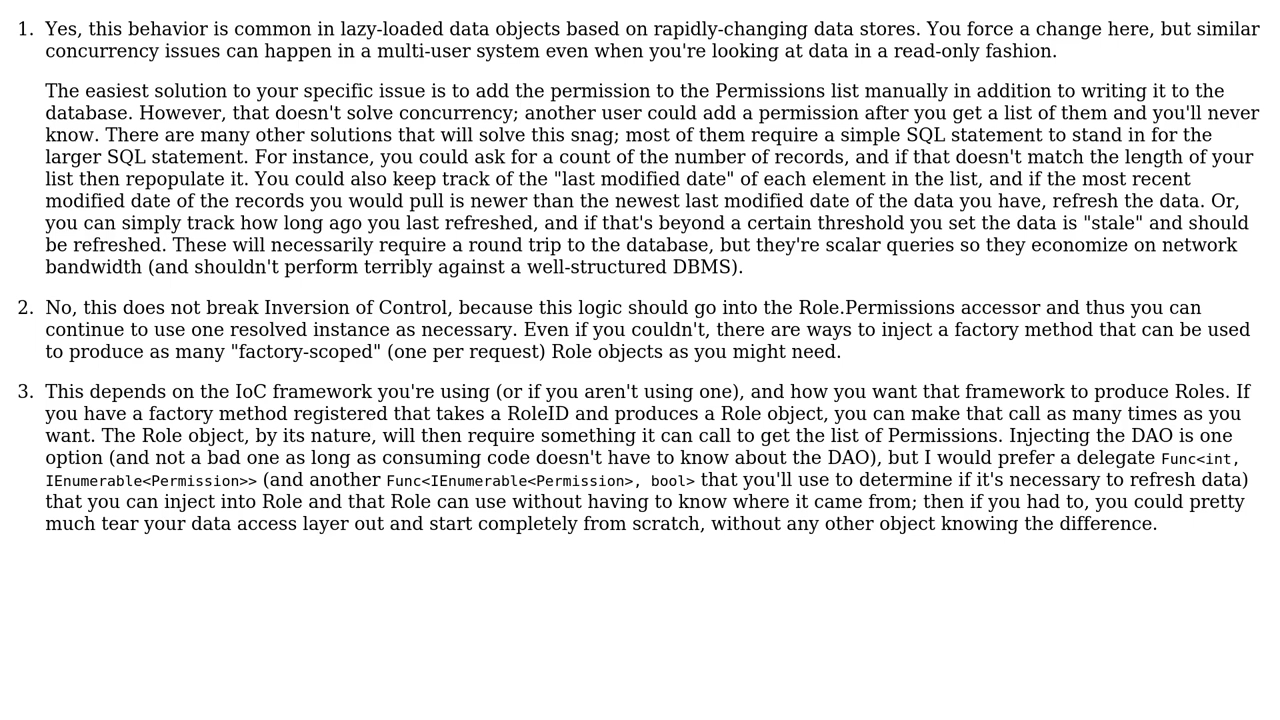 1. Yes, this behavior is common in lazy-loaded data objects based on rapidly-changing data stores. You force a change here, but similar
concurrency issues can happen in a multi-user system even when you're looking at data in a read-only fashion.
The easiest solution to your specific issue is to add the permission to the Permissions list manually in addition to writing it to the
database. However, that doesn't solve concurrency; another user could add a permission after you get a list of them and you'll never
know. There are many other solutions that will solve this snag; most of them require a simple SQL statement to stand in for the
larger SQL statement. For instance, you could ask for a count of the number of records, and if that doesn't match the length of your
list then repopulate it. You could also keep track of the "last modified date" of each element in the list, and if the most recent
modified date of the records you would pull is newer than the newest last modified date of the data you have, refresh the data. Or,
you can simply track how long ago you last refreshed, and if that's beyond a certain threshold you set the data is "stale" and should
be refreshed. These will necessarily require a round trip to the database, but they're scalar queries so they economize on network
bandwidth (and shouldn't perform terribly against a well-structured DBMS).
2. No, this does not break Inversion of Control, because this logic should go into the Role.Permissions accessor and thus you can
continue to use one resolved instance as necessary. Even if you couldn't, there are ways to inject a factory method that can be used
to produce as many "factory-scoped" (one per request) Role objects as you might need.
3. This depends on the IoC framework you're using (or if you aren't using one), and how you want that framework to produce Roles. If
you have a factory method registered that takes a RoleID and produces a Role object, you can make that call as many times as you
want. The Role object, by its nature, will then require something it can call to get the list of Permissions. Injecting the DAO is one
option (and not a bad one as long as consuming code doesn't have to know about the DAO), but I would prefer a delegate Func<int,
IEnumerable<Permission>> (and another Func<IEnumerable<Permission>, bool> that you'll use to determine if it's necessary to refresh data)
that you can inject into Role and that Role can use without having to know where it came from; then if you had to, you could pretty
much tear your data access layer out and start completely from scratch, without any other object knowing the difference.